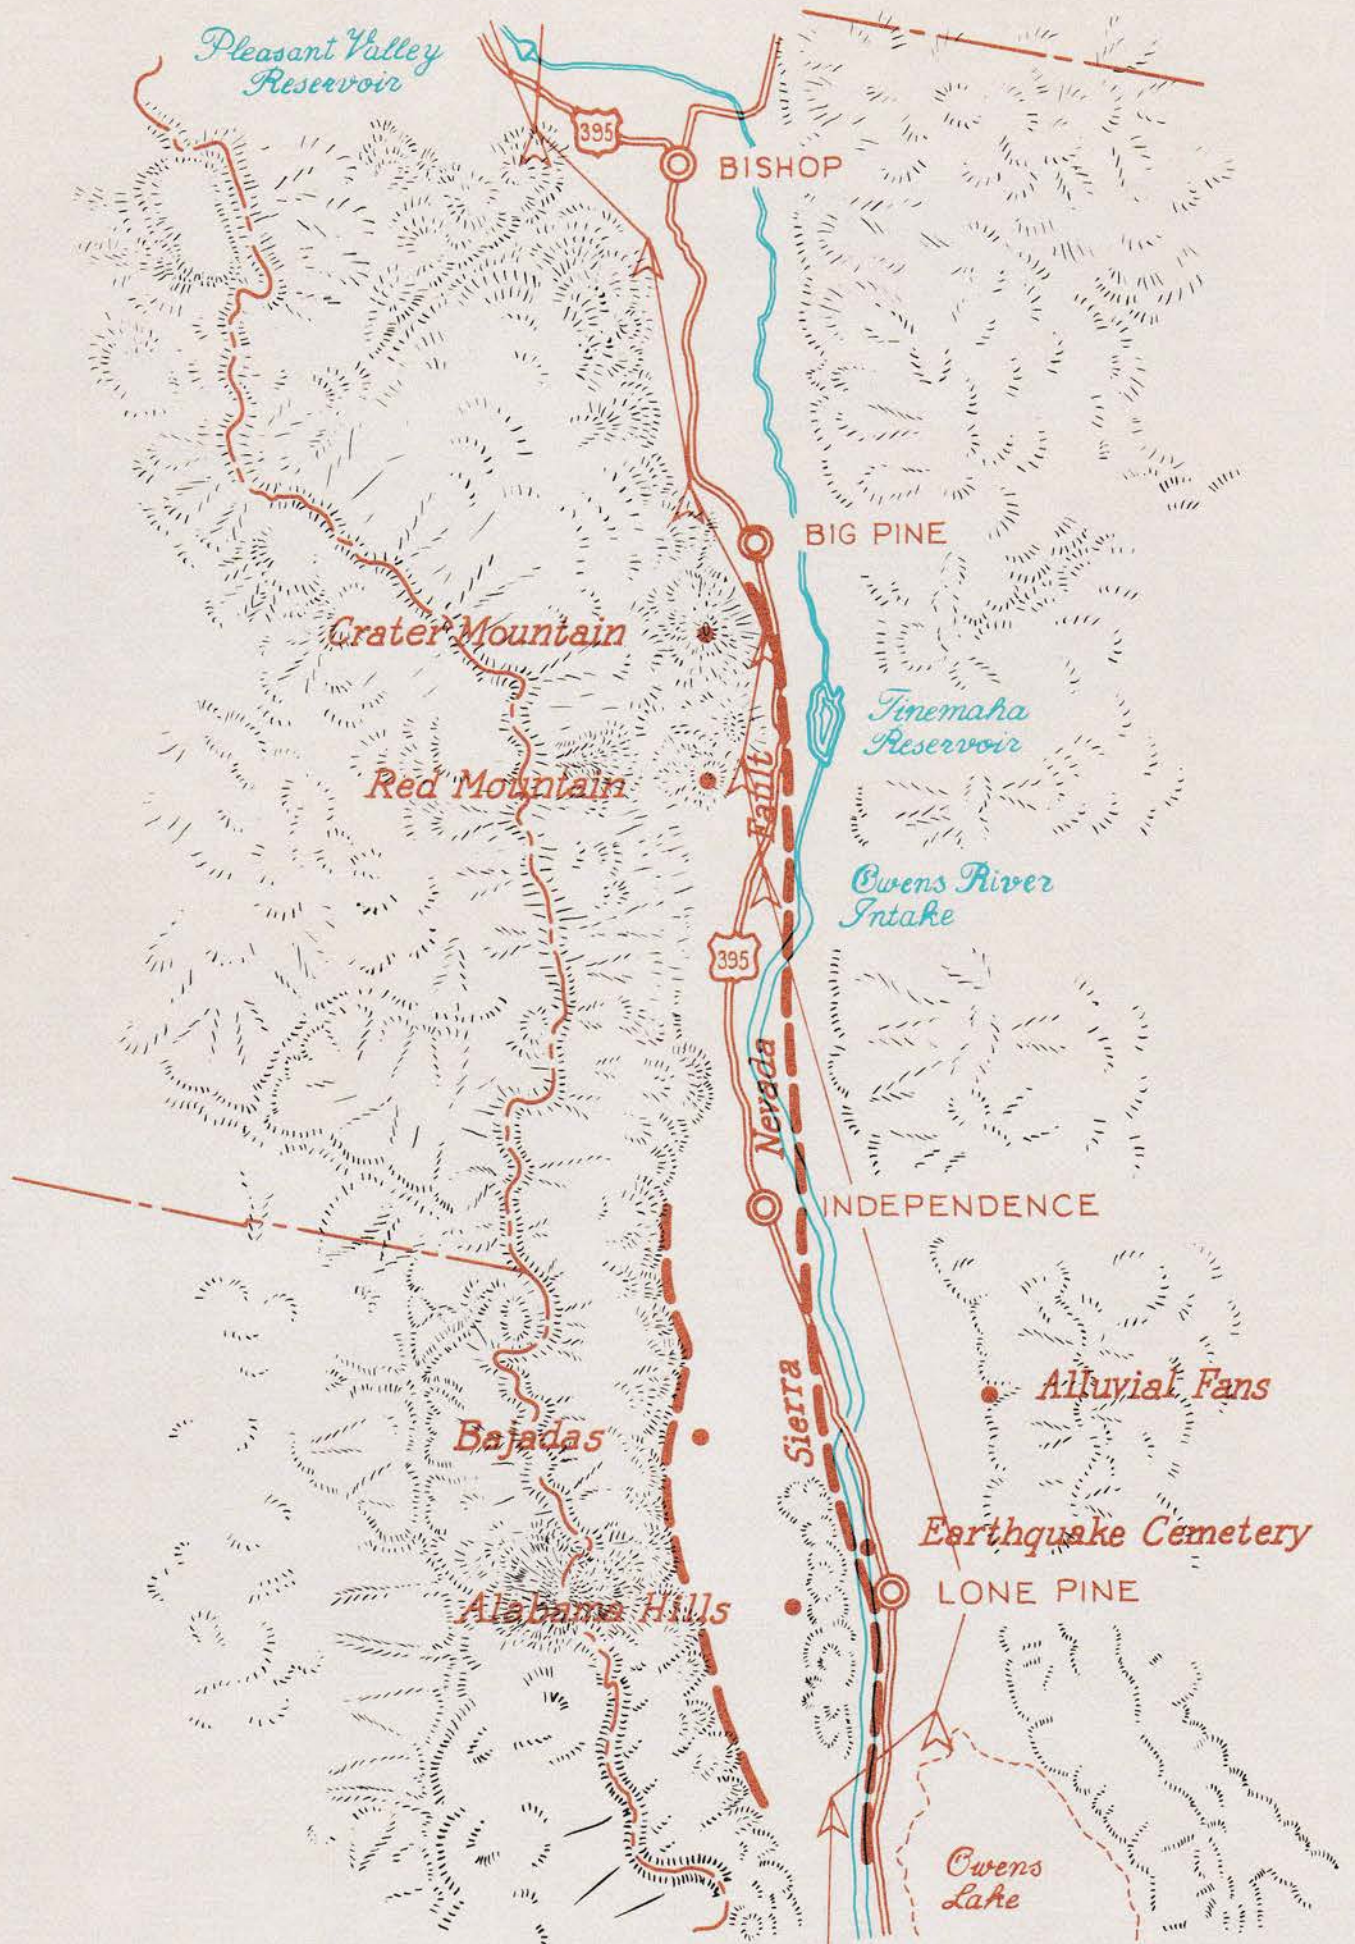 Pleasant Valley
Reservoir
395
BISHOP
BIG PINE
Crater Mountain
Tinemaha
Reservoir
Red Mountain
Fault
Owens River
Intake
395
Nevada
INDEPENDENCE
Sierra
Alluvial Fans
Bajadas
Earthquake Cemetery
LONE PINE
Alabama Hills
Owens
Lake